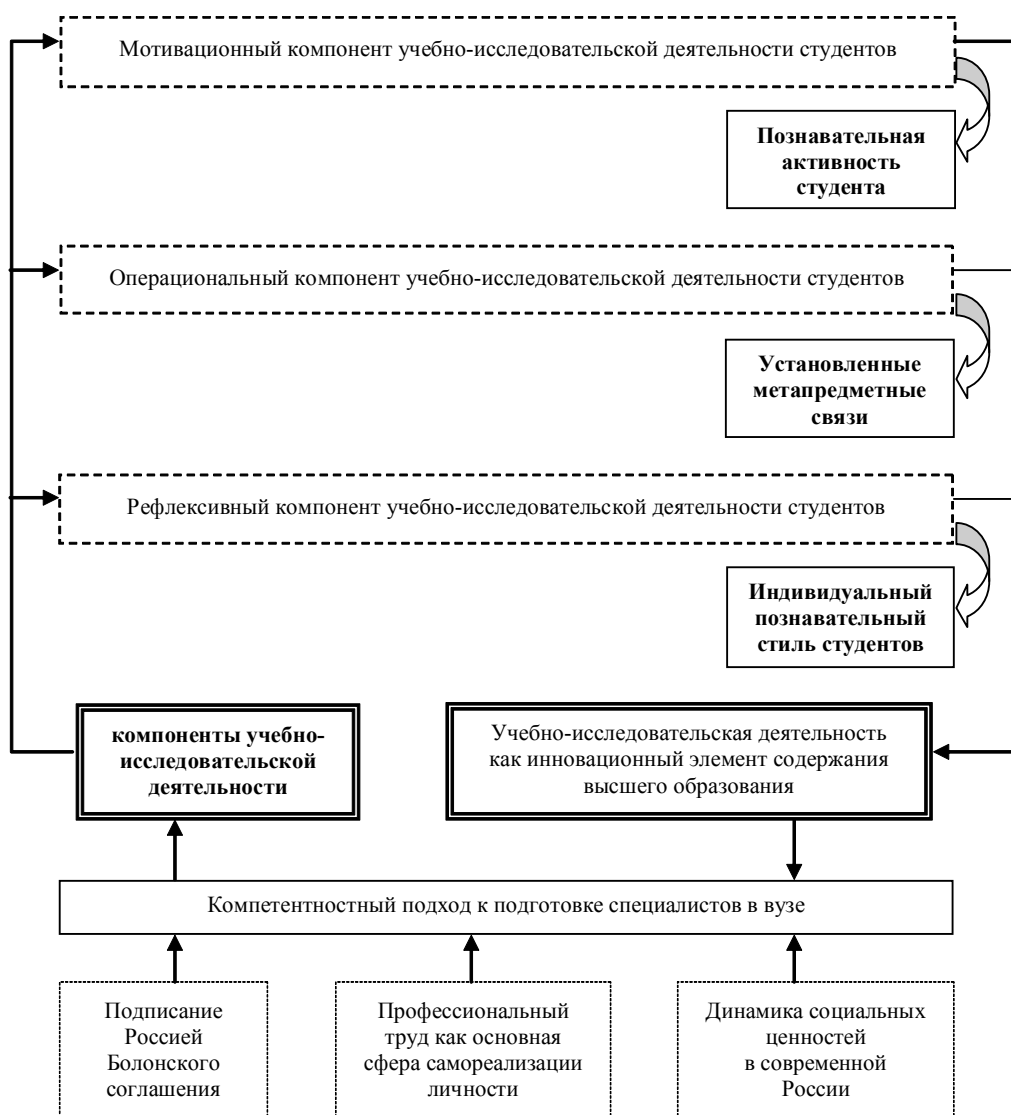 Мотивационный компонент учебно-исследовательской деятельности студентов
Познавательная
активность
студента
Операциональный компонент учебно-исследовательской деятельности студентов
Установленные
метапредметные
связи
Рефлексивный компонент учебно-исследовательской деятельности студентов
Индивидуальный
познавательный
стиль студентов
компоненты учебно-
исследовательской
деятельности
Учебно-исследовательская деятельность
как инновационный элемент содержания
высшего образования
Компетентностный подход к подготовке специалистов в вузе
Подписание
Россией
Болонского
соглашения
Профессиональный
труд как основная
сфера самореализации
личности
Динамика социальных
ценностей
в современной
России